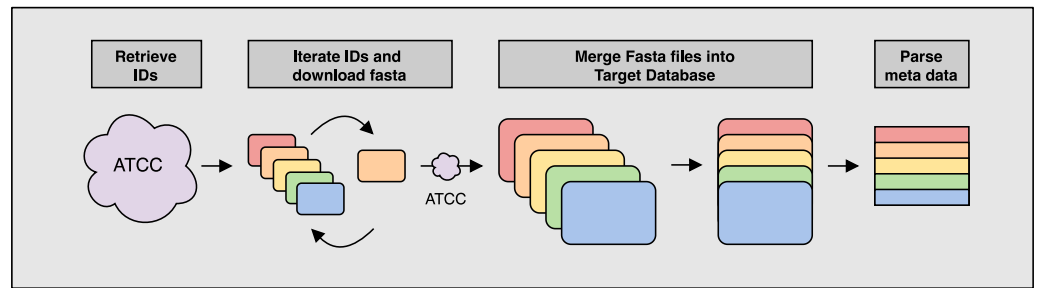 Retrieve
IDs
Iterate IDs and
download fasta
Merge Fasta files into
Target Database
Parse
meta data
ATCC
ATCC